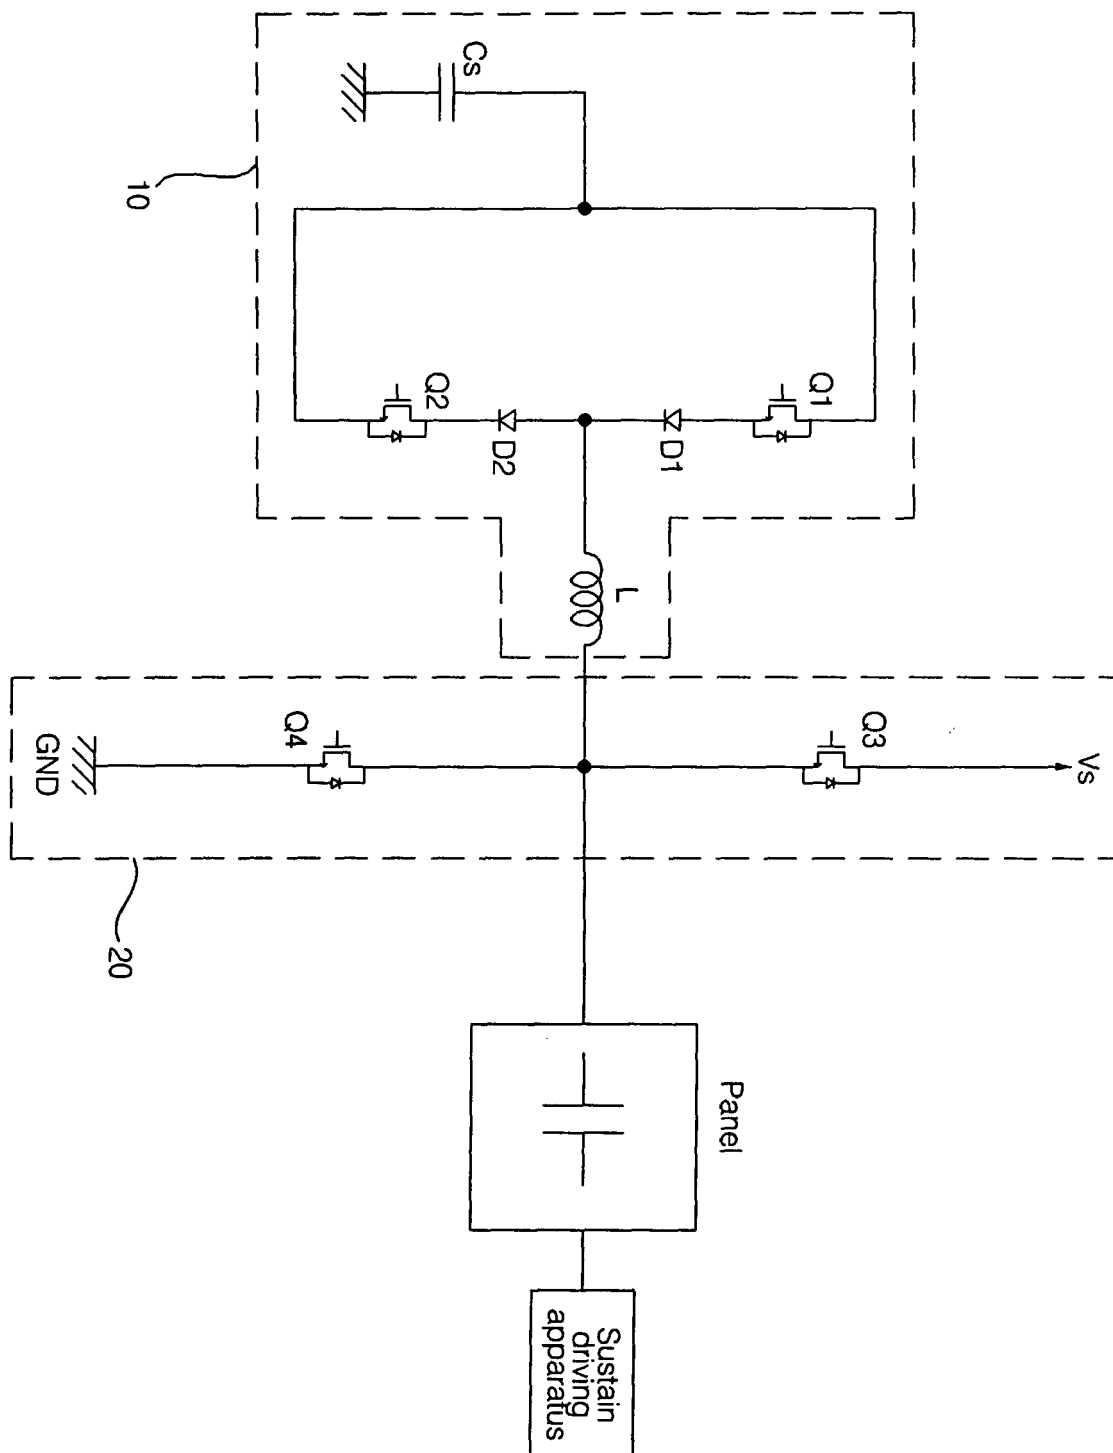 Cs
10
Q1
D1
Q2
D2
L
Vs
Q3
Q4
GND
20
Panel
Sustain
driving
apparatus